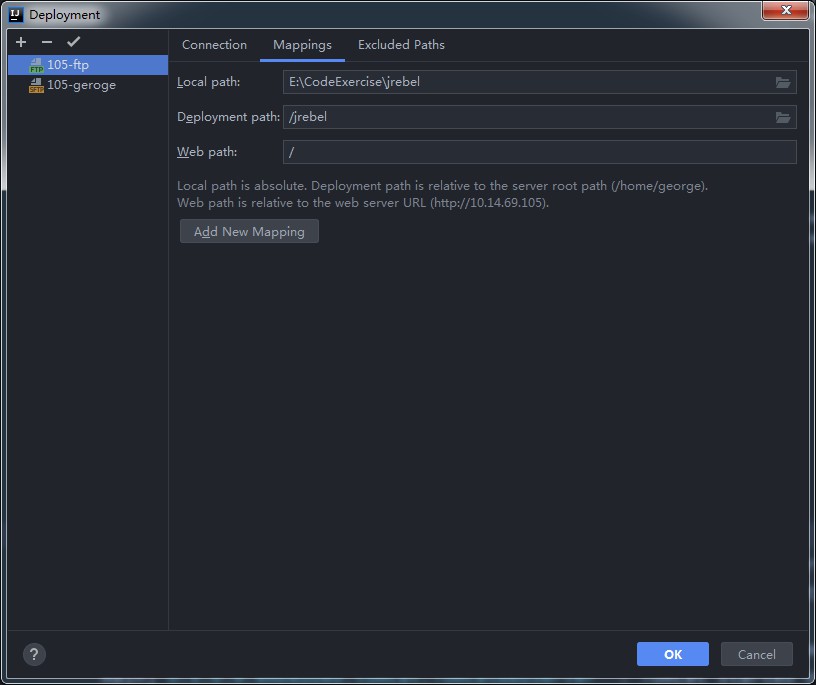 Deployment
105-ftp
105-geroge
Connection Mappings Excluded Paths
Local path: E:\CodeExercise\jrebel
Deployment path: /jrebel
Web path: /
Local path is absolute. Deployment path is relative to the server root path (/home/george).
Web path is relative to the web server URL (http://10.14.69.105).
Add New Mapping
? OK Cancel